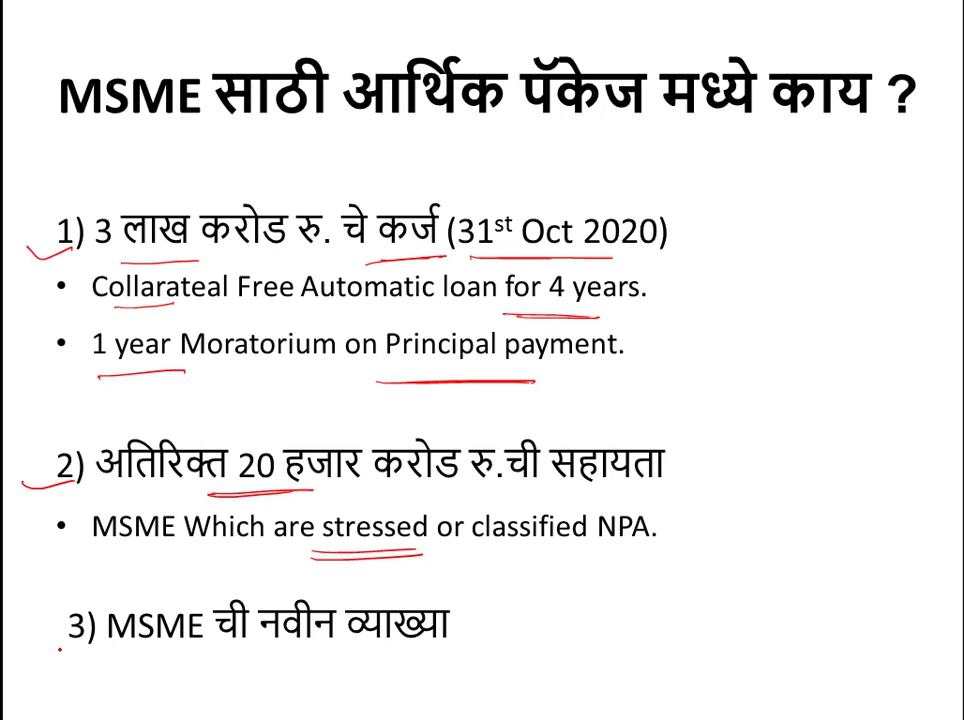 MSME साठी आर्थिक पॅकेज मध्ये काय ?
1) 3 लाख करोड रु. चे कर्ज (31st Oct 2020)
• Collarateal Free Automatic loan for 4 years.
• 1 year Moratorium on Principal payment.
2) अतिरिक्त 20 हजार करोड रु.ची सहायता
• MSME Which are stressed or classified NPA.
3) MSME ची नवीन व्याख्या